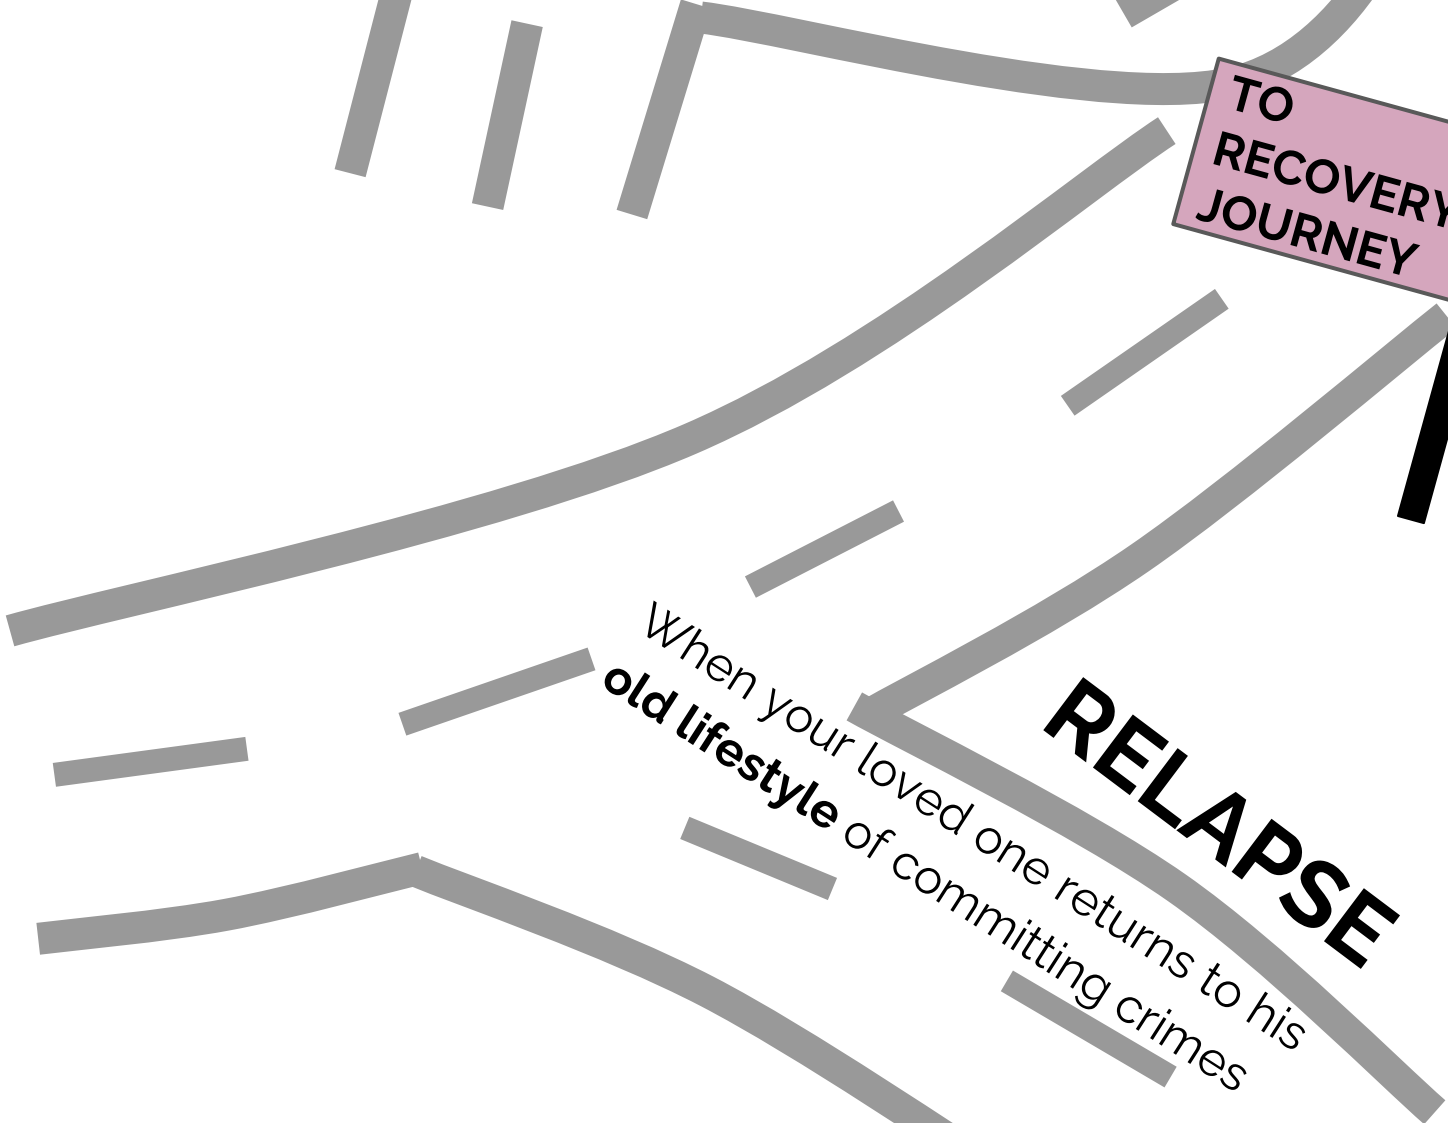 TO
RECOVERY
JOURNEY
RELAPSE
When your loved one returns to his
old lifestyle of committing crimes